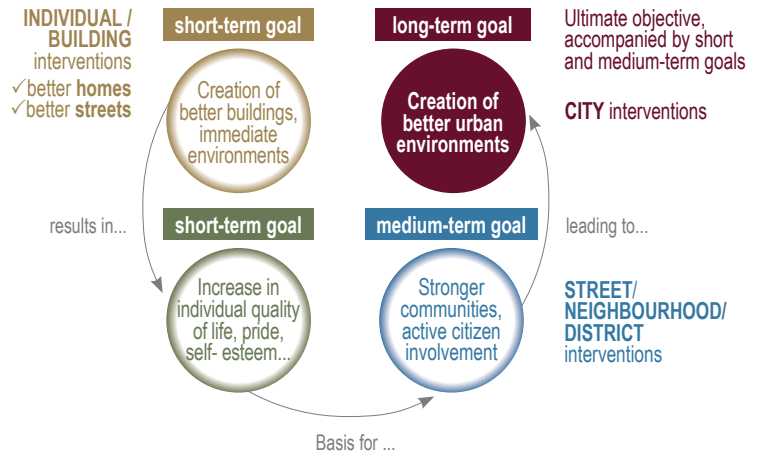 INDIVIDUAL /
BUILDING
interventions
✓better homes
✓better streets
short-term goal
Creation of
better buildings,
immediate
environments
long-term goal
Creation of
better urban
environments
Ultimate objective,
accompanied by short
and medium-term goals
CITY interventions
results in...
short-term goal
Increase in
individual quality
of life, pride,
self- esteem...
medium-term goal
Stronger
communities,
active citizen
involvement
leading to...
STREET/
NEIGHBOURHOOD/
DISTRICT
interventions
Basis for ...